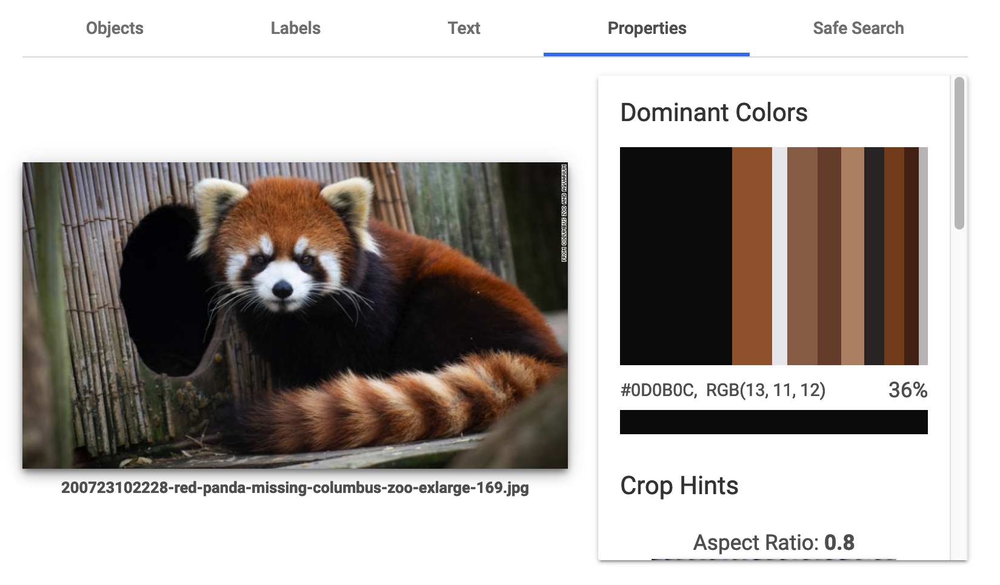 Objects
Labels
Text
Properties
Safe Search
Dominant Colors
#0D0B0C, RGB(13, 11, 12)
36%
FROM COLUMBUS ZOO AND AQUARIUM
200723102228-red-panda-missing-columbus-zoo-exlarge-169.jpg
Crop Hints
Aspect Ratio: 0.8